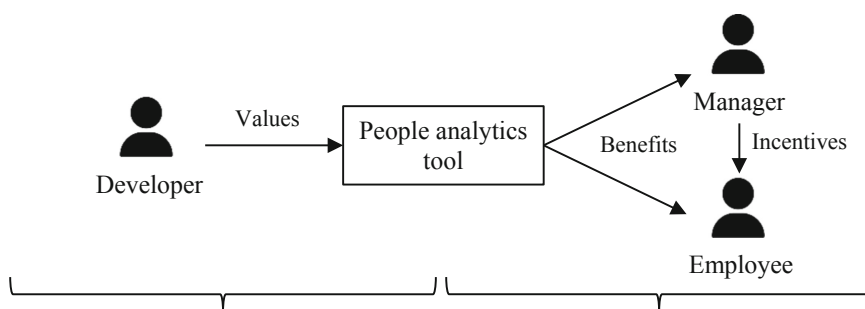 Values
People analytics
tool
Developer
Manager
Benefits
Incentives
Employee